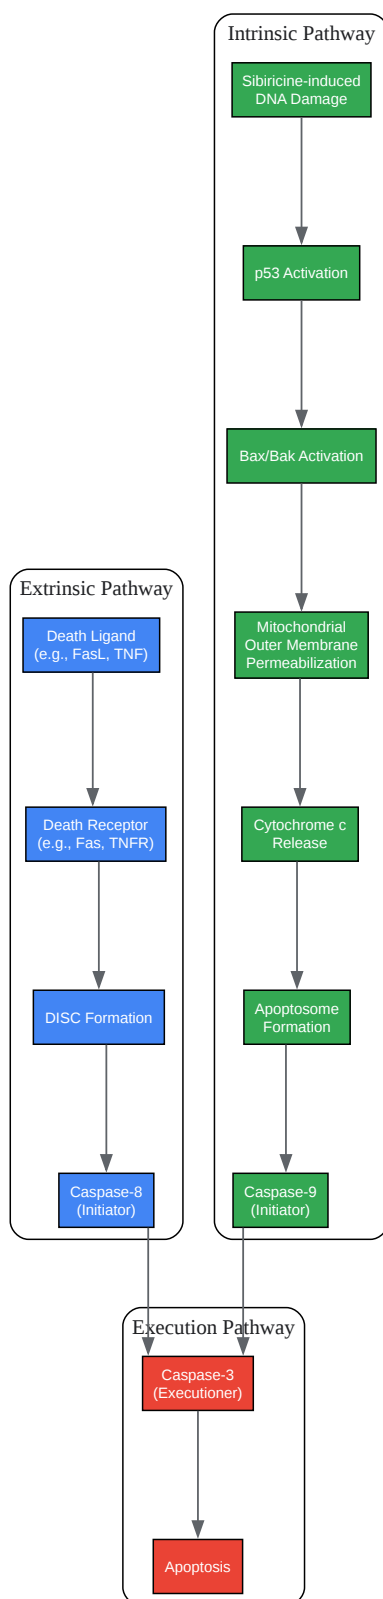 Intrinsic Pathway
Sibiricine-induced
DNA Damage
p53 Activation
Bax/Bak Activation
Mitochondrial
Outer Membrane
Permeabilization
Cytochrome c
Release
Apoptosome
Formation
Caspase-9
(Initiator)
Extrinsic Pathway
Death Ligand
(e.g., FasL, TNF)
Death Receptor
(e.g., Fas, TNFR)
DISC Formation
Caspase-8
(Initiator)
Execution Pathway
Caspase-3
(Executioner)
Apoptosis